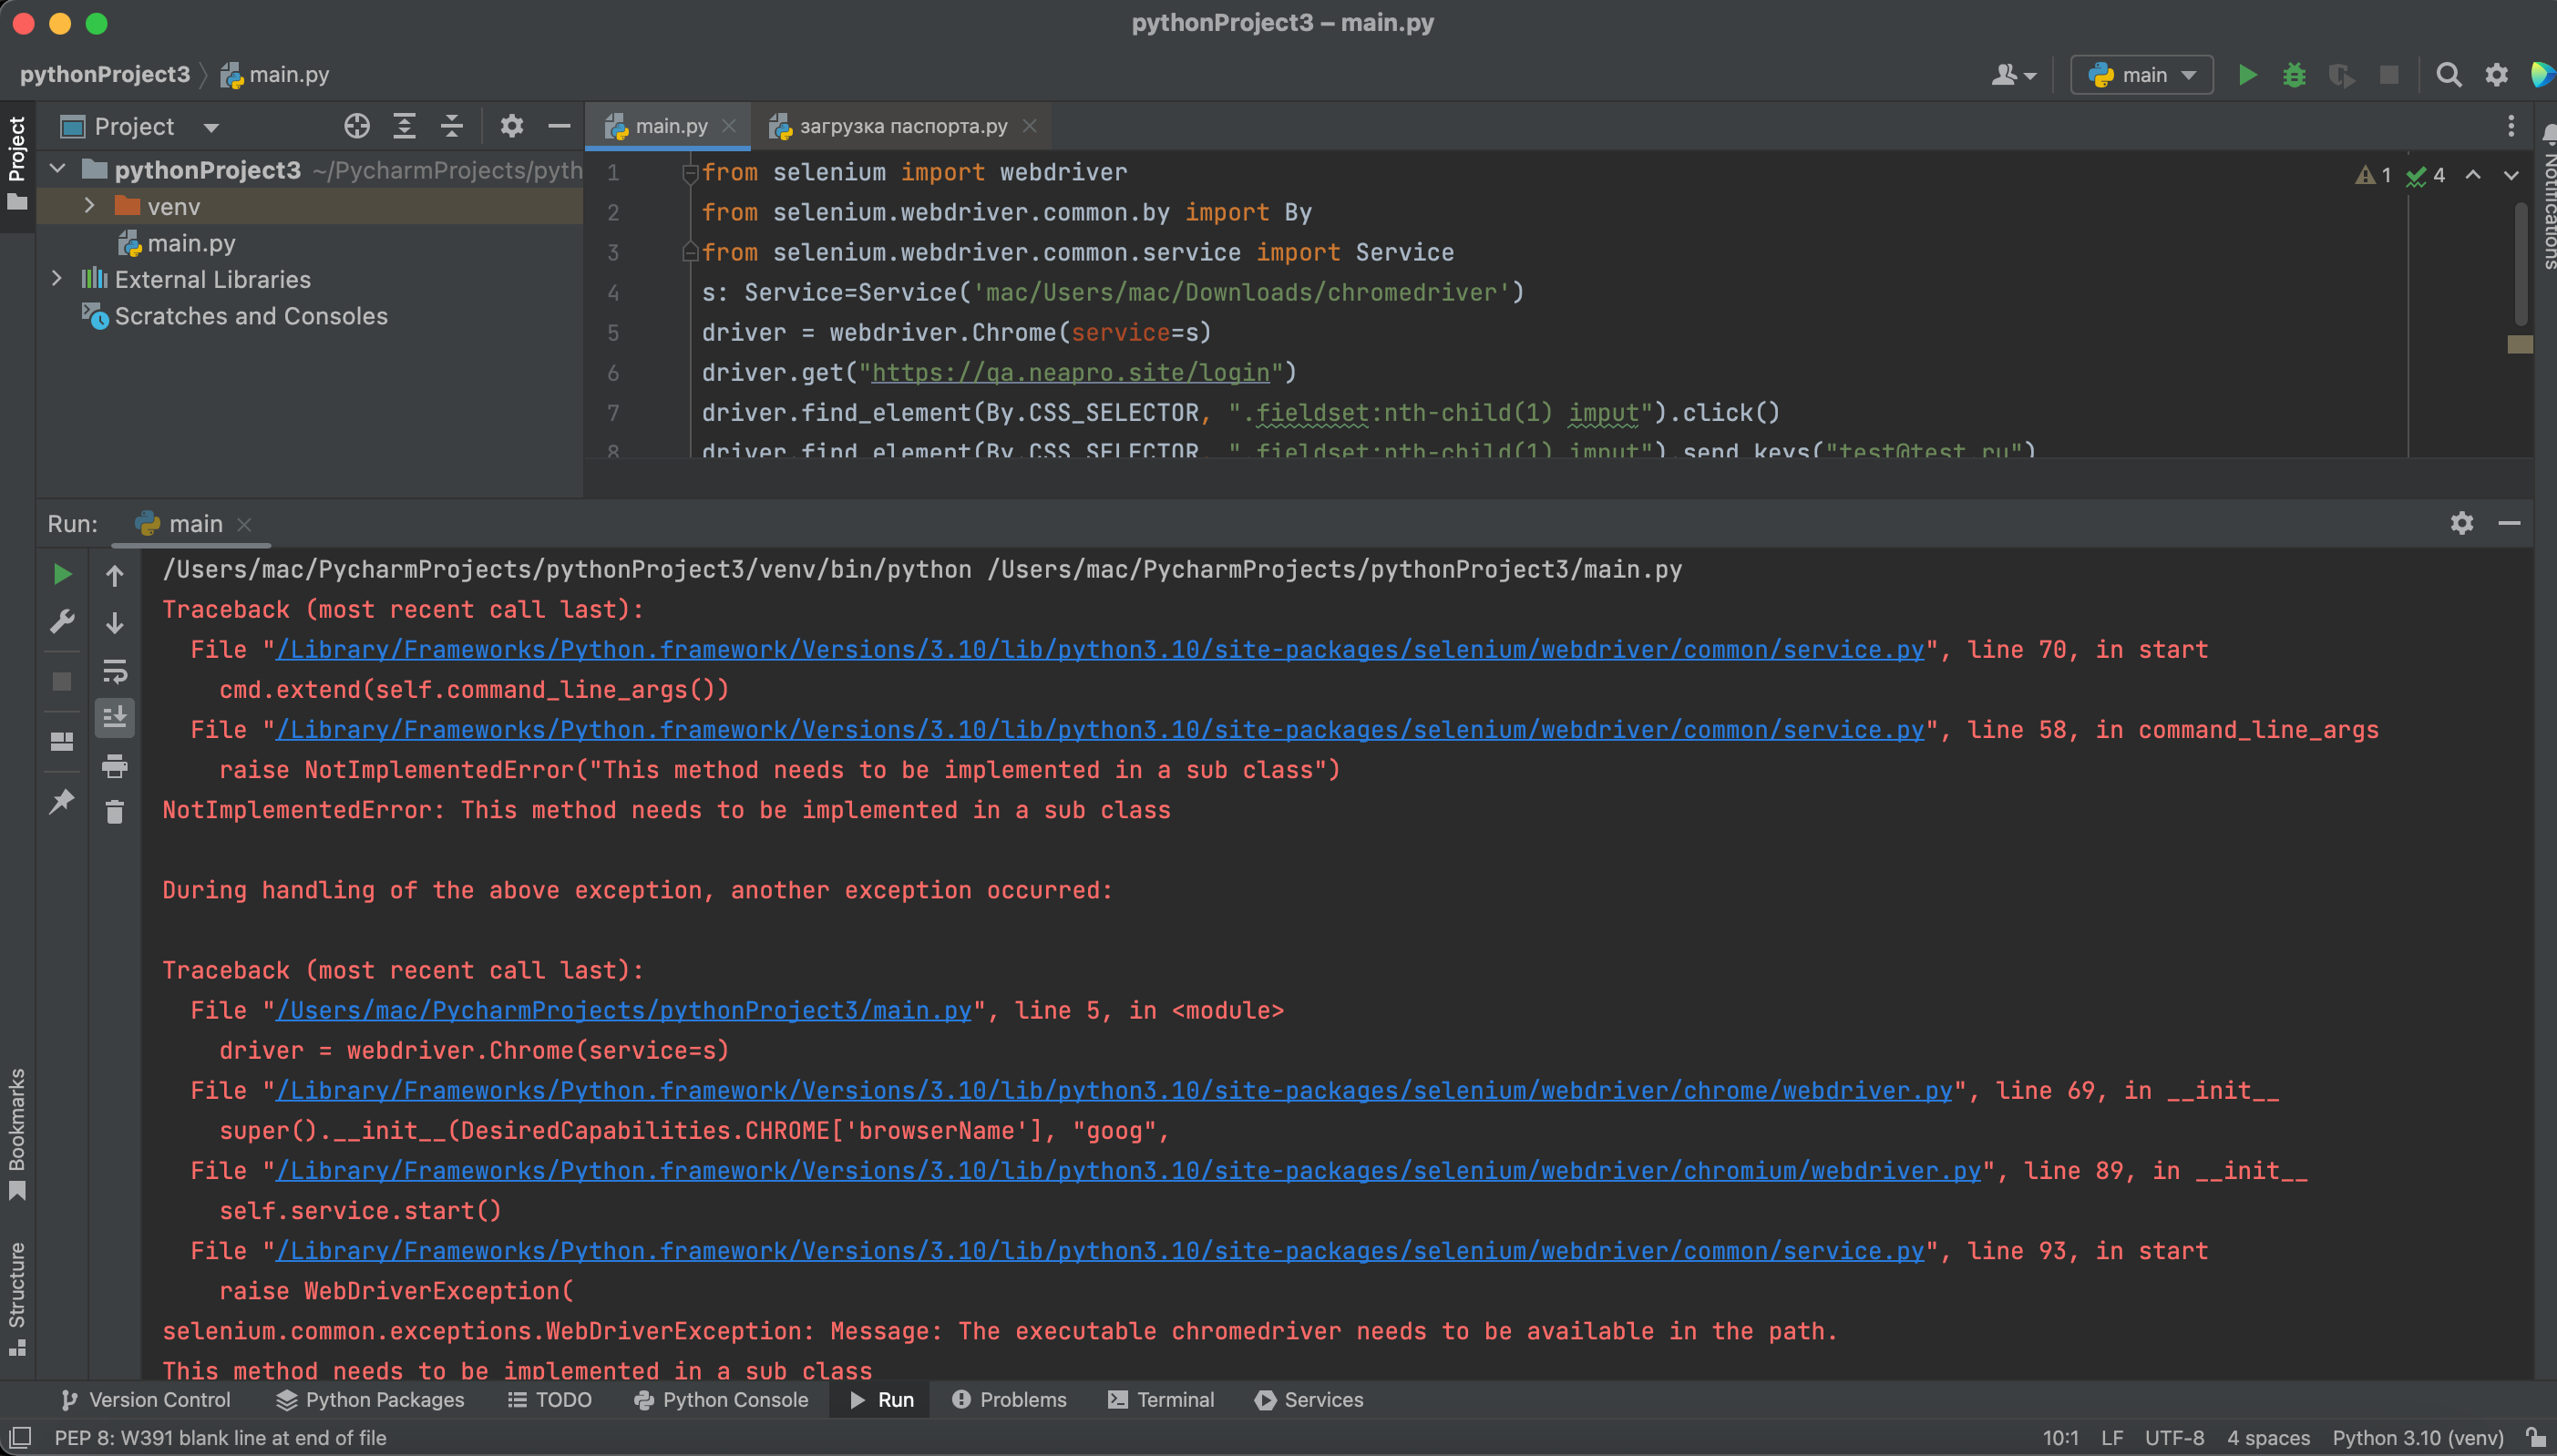 pythonProject3 – main.py
pythonProject3 main.py
main
Project
Project
main.py
загрузка паспорта.py
Notifications
pythonProject3 ~/PycharmProjects/pyth
venv
main.py
External Libraries
Scratches and Consoles
1 4
1 from selenium import webdriver
2 from selenium.webdriver.common.by import By
3 from selenium.webdriver.common.service import Service
4 s: Service=Service('mac/Users/mac/Downloads/chromedriver')
5 driver = webdriver.Chrome(service=s)
6 driver.get("https://qa.neapro.site/login")
7 driver.find_element(By.CSS_SELECTOR, ".fieldset:nth-child(1) imput").click()
8 driver.find_element(By.CSS_SELECTOR, ".fieldset:nth-child(1) imput").send_keys("test@test.ru")
Run: main
/Users/mac/PycharmProjects/pythonProject3/venv/bin/python /Users/mac/PycharmProjects/pythonProject3/main.py
Traceback (most recent call last):
File "/Library/Frameworks/Python.framework/Versions/3.10/lib/python3.10/site-packages/selenium/webdriver/common/service.py", line 70, in start
cmd.extend(self.command_line_args())
File "/Library/Frameworks/Python.framework/Versions/3.10/lib/python3.10/site-packages/selenium/webdriver/common/service.py", line 58, in command_line_args
raise NotImplementedError("This method needs to be implemented in a sub class")
NotImplementedError: This method needs to be implemented in a sub class
During handling of the above exception, another exception occurred:
Traceback (most recent call last):
File "/Users/mac/PycharmProjects/pythonProject3/main.py", line 5, in <module>
driver = webdriver.Chrome(service=s)
File "/Library/Frameworks/Python.framework/Versions/3.10/lib/python3.10/site-packages/selenium/webdriver/chrome/webdriver.py", line 69, in __init__
super().__init__(DesiredCapabilities.CHROME['browserName'], "goog",
File "/Library/Frameworks/Python.framework/Versions/3.10/lib/python3.10/site-packages/selenium/webdriver/chromium/webdriver.py", line 89, in __init__
self.service.start()
File "/Library/Frameworks/Python.framework/Versions/3.10/lib/python3.10/site-packages/selenium/webdriver/common/service.py", line 93, in start
raise WebDriverException(
selenium.common.exceptions.WebDriverException: Message: The executable chromedriver needs to be available in the path.
This method needs to be implemented in a sub class
Bookmarks
Structure
Version Control Python Packages TODO Python Console Run Problems Terminal Services
PEP 8: W391 blank line at end of file
10:1 LF UTF-8 4 spaces Python 3.10 (venv)